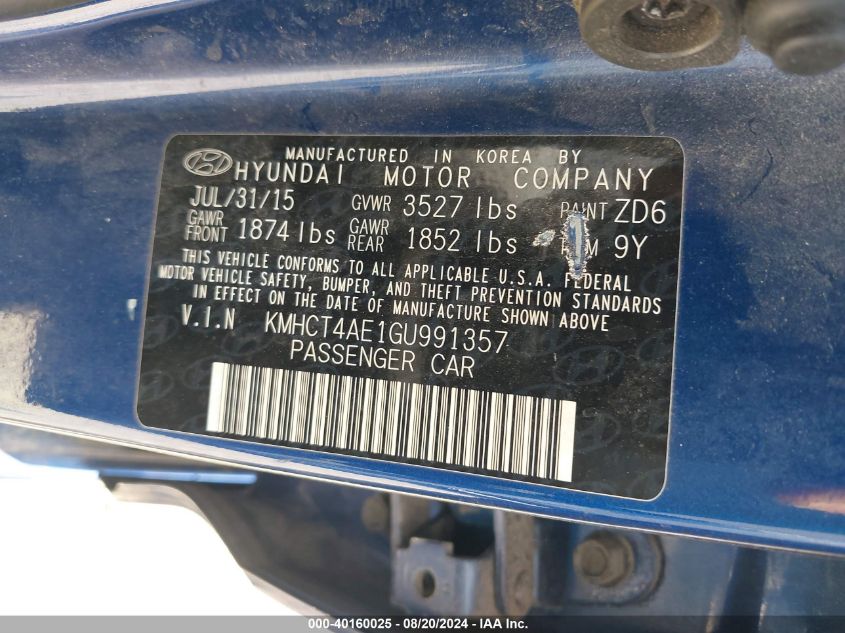 MANUFACTURED IN KOREA BY
HYUNDAI MOTOR COMPANY
JUL/31/15 GVWR 3527 lbs PAINT ZD6
GAWR FRONT 1874 lbs GAWR REAR 1852 lbs 9Y
THIS VEHICLE CONFORMS TO ALL APPLICABLE U.S.A. FEDERAL
MOTOR VEHICLE SAFETY, BUMPER, AND THEFT PREVENTION STANDARDS
IN EFFECT ON THE DATE OF MANUFACTURE SHOWN ABOVE
V.I.N KMHCT4AE1GU991357
PASSENGER CAR
000-40160025 - 08/20/2024 - IAA Inc.